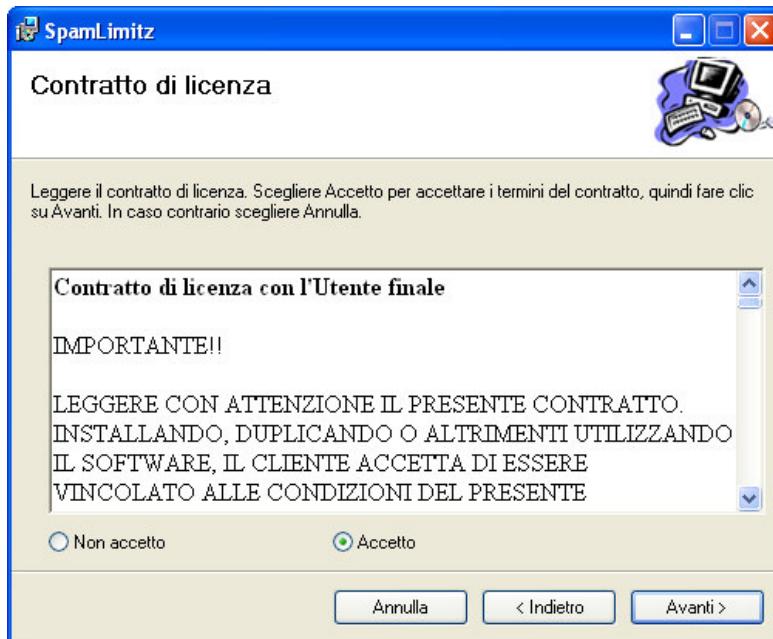 SpamLimitz
Contratto di licenza
Leggere il contratto di licenza. Scegliere Accetto per accettare i termini del contratto, quindi fare clic
su Avanti. In caso contrario scegliere Annulla.
Contratto di licenza con l'Utente finale
IMPORTANTE!!
LEGGERE CON ATTENZIONE IL PRESENTE CONTRATTO.
INSTALLANDO, DUPLICANDO O ALTRIMENTI UTILIZZANDO
IL SOFTWARE, IL CLIENTE ACCETTA DI ESSERE
VINCOLATO ALLE CONDIZIONI DEL PRESENTE
Non accetto Accetto
Annulla < Indietro Avanti >